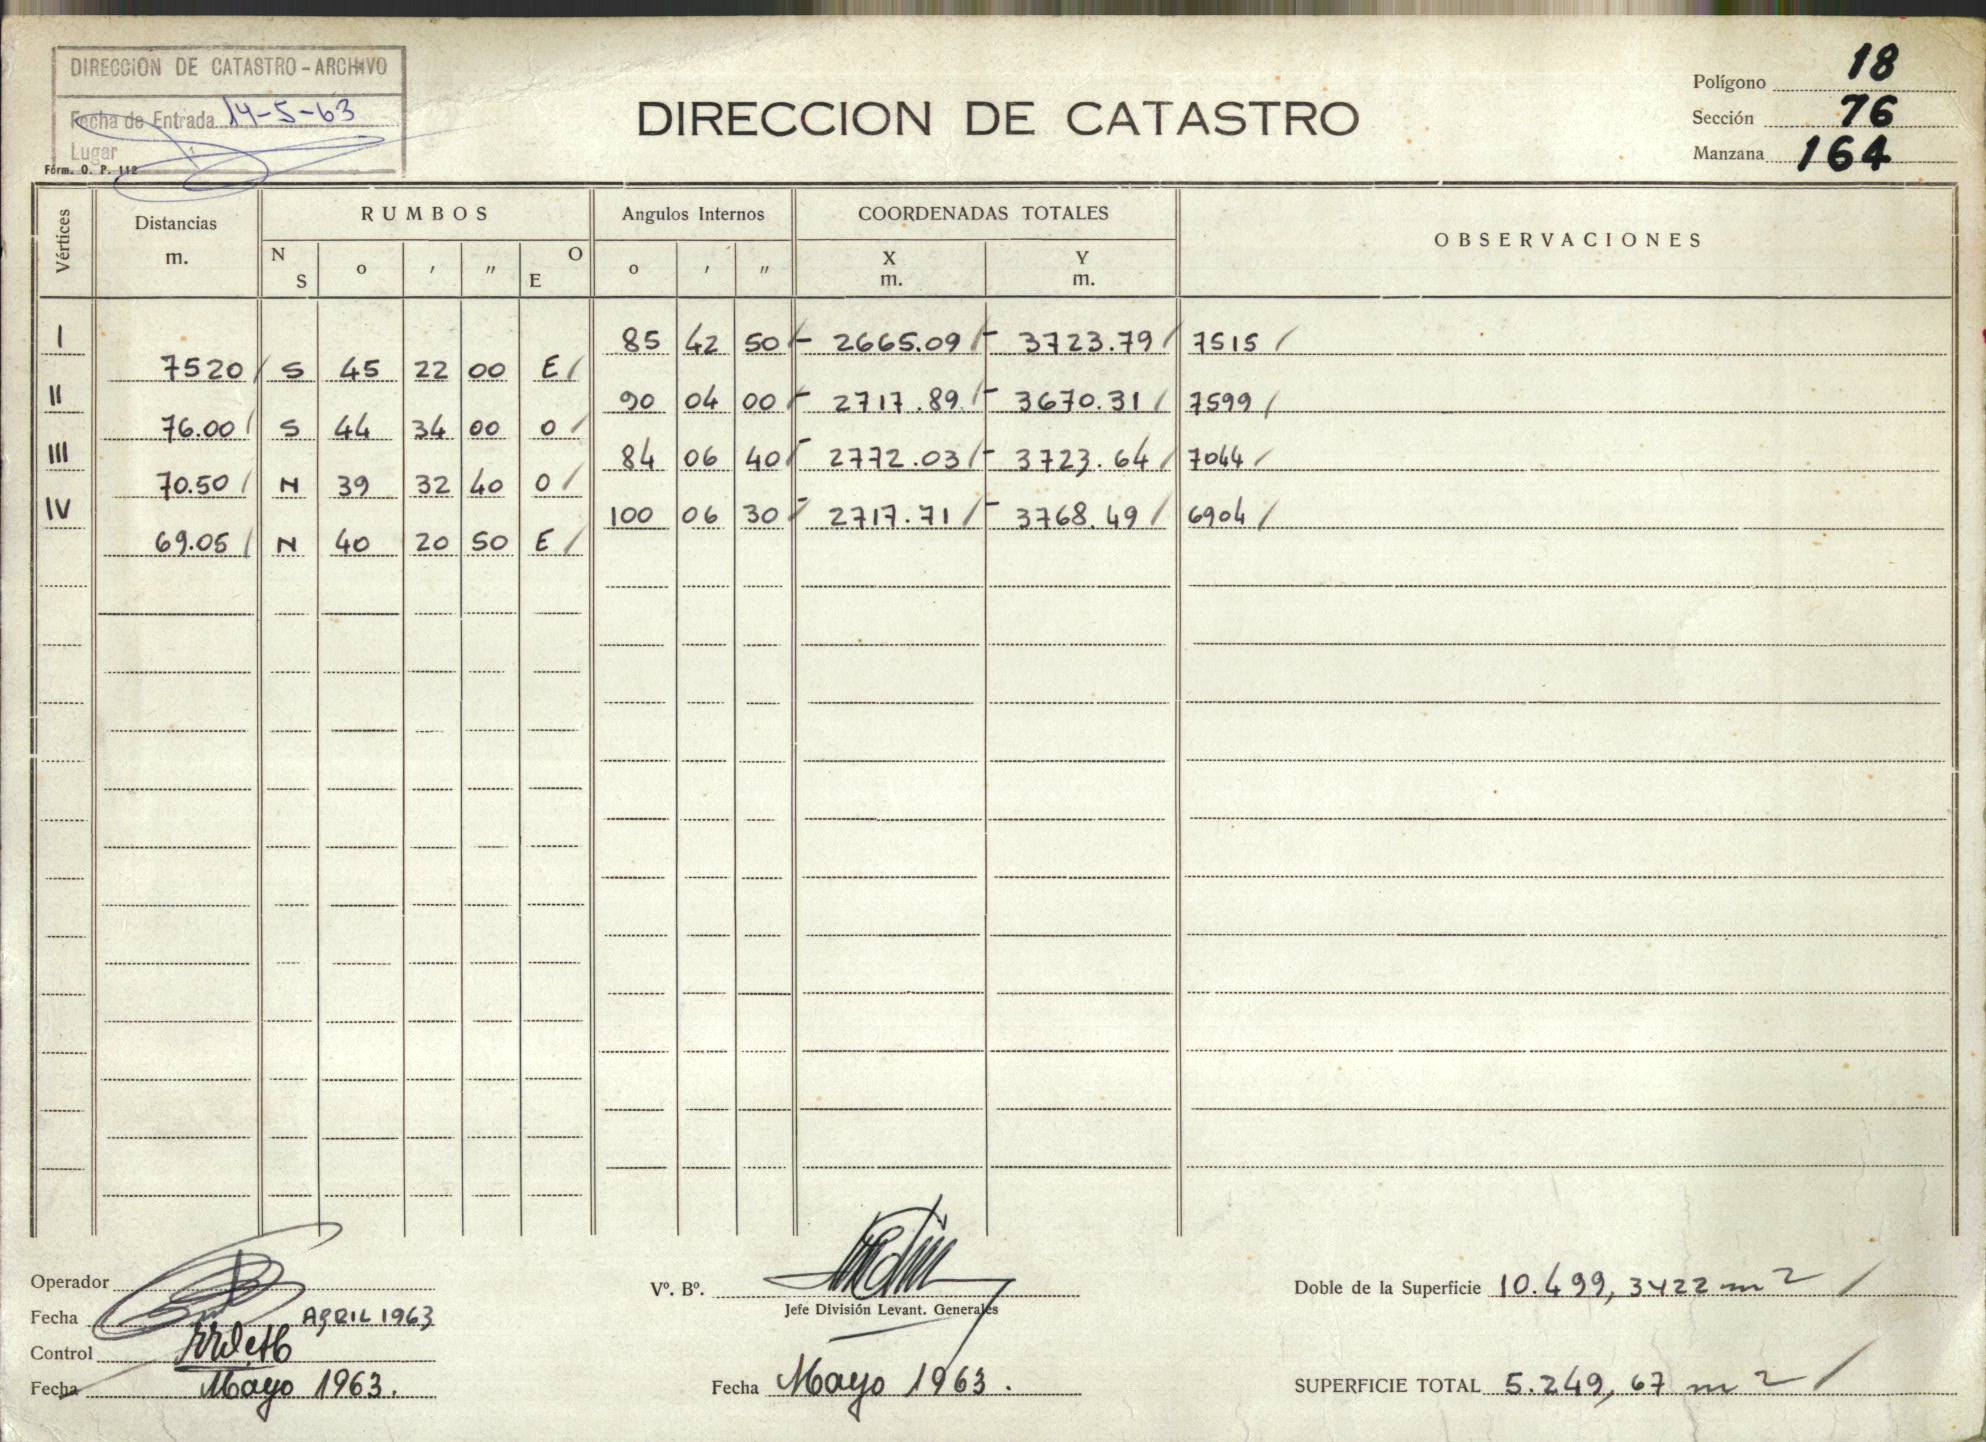 DIRECCION DE CATASTRO - ARCHIVO
Fecha de Entrada 14-5-63
Lugar
Fórm. O. P. 112
DIRECCION DE CATASTRO
Polígono 18
Sección 76
Manzana 164
Vértices Distancias m. RUMBOS Angulos Internos COORDENADAS TOTALES OBSERVACIONES
N S o ′ ″ O E o ′ ″ X m. Y m.
I 85 42 50 - 2665.09 - 3723.79 7515
7520 S 45 22 00 E
II 90 04 00 - 2717.89 - 3670.31 7599
76.00 S 44 34 00 O
III 84 06 40 - 2772.03 - 3723.64 7044
70.50 N 39 32 40 O
IV 100 06 30 - 2717.71 - 3768.49 6904
69.05 N 40 20 50 E
Operador
Fecha APRIL 1963
Control
Fecha Mayo 1963.
Vº. Bº.
Jefe División Levant. Generales
Fecha Mayo 1963.
Doble de la Superficie 10.499,3422 m2
SUPERFICIE TOTAL 5.249,67 m2